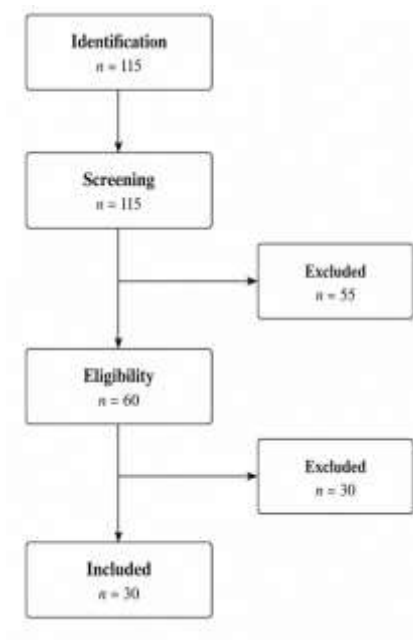 Identification
n = 115
Screening
n = 115
Excluded
n = 55
Eligibility
n = 60
Excluded
n = 30
Included
n = 30